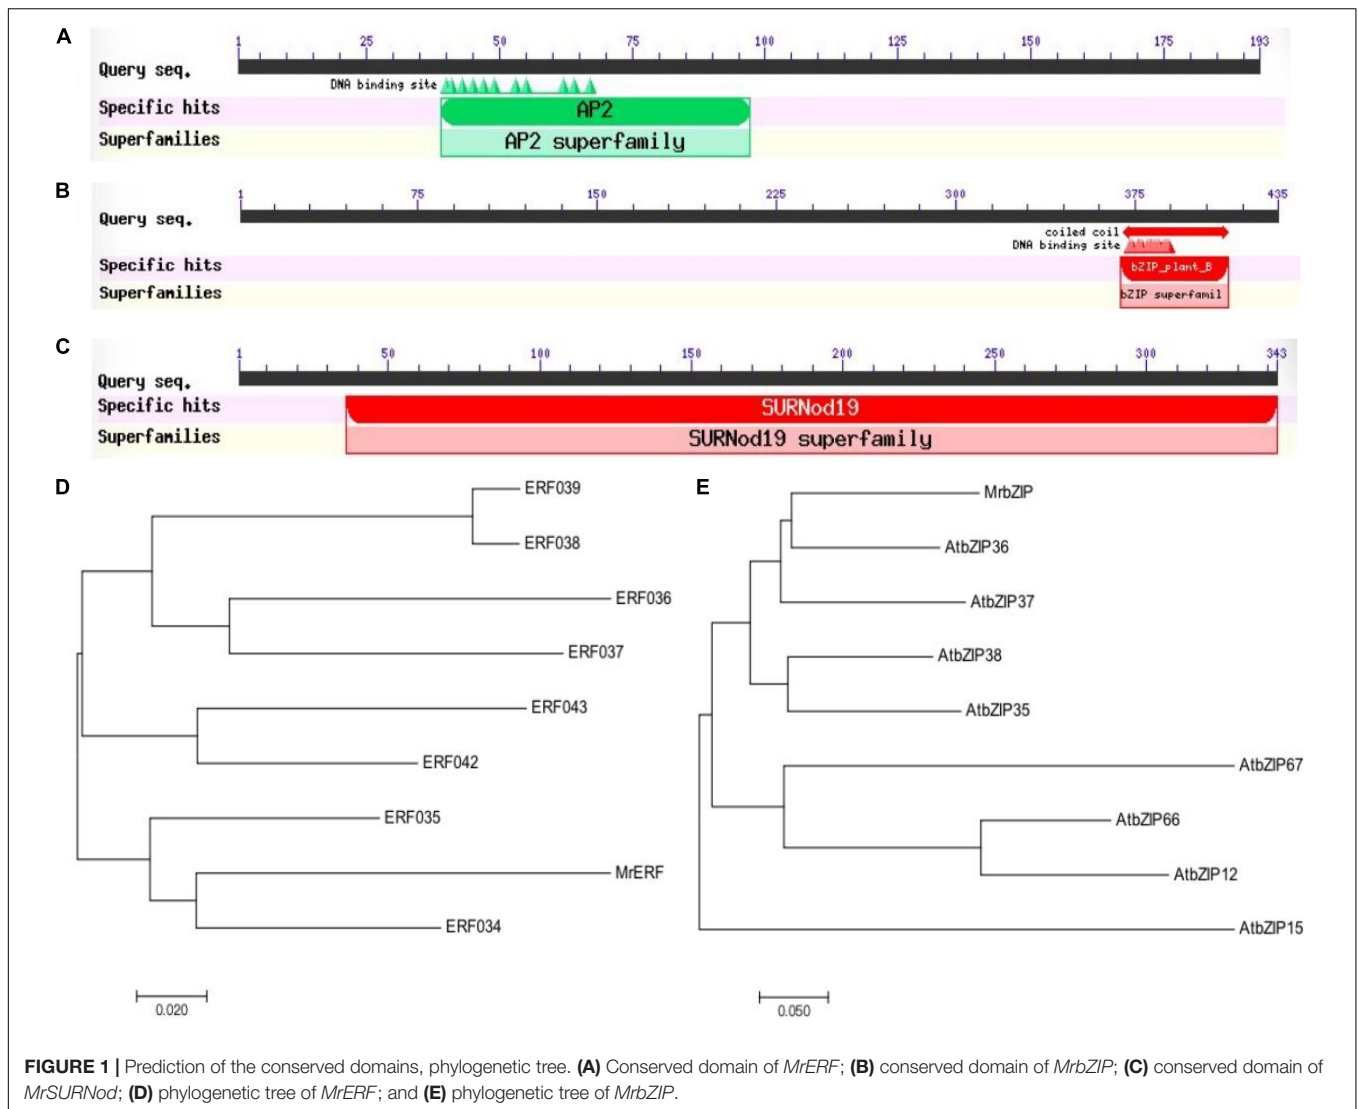 A
1 25 50 75 100 125 150 175 193
Query seq.
DNA binding site
Specific hits AP2
Superfamilies AP2 superfamily
B
1 75 150 225 300 375 435
Query seq.
coiled coil
DNA binding site
Specific hits bZIP_plant_B
Superfamilies bZIP superfamil
C
1 50 100 150 200 250 300 343
Query seq.
Specific hits SURNod19
Superfamilies SURNod19 superfamily
D
ERF039
ERF038
ERF036
ERF037
ERF043
ERF042
ERF035
MrERF
ERF034
0.020
E
MrbZIP
AtbZIP36
AtbZIP37
AtbZIP38
AtbZIP35
AtbZIP67
AtbZIP66
AtbZIP12
AtbZIP15
0.050
FIGURE 1 | Prediction of the conserved domains, phylogenetic tree. (A) Conserved domain of MrERF; (B) conserved domain of MrbZIP; (C) conserved domain of
MrSURNod; (D) phylogenetic tree of MrERF; and (E) phylogenetic tree of MrbZIP.